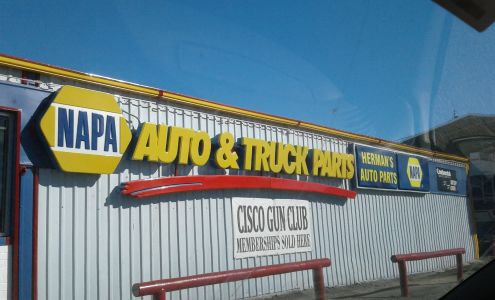 NAPA
AUTO & TRUCK PARTS
HERMAN'S
AUTO PARTS
NAPA
CISCO GUN CLUB
MEMBERSHIPS SOLD HERE